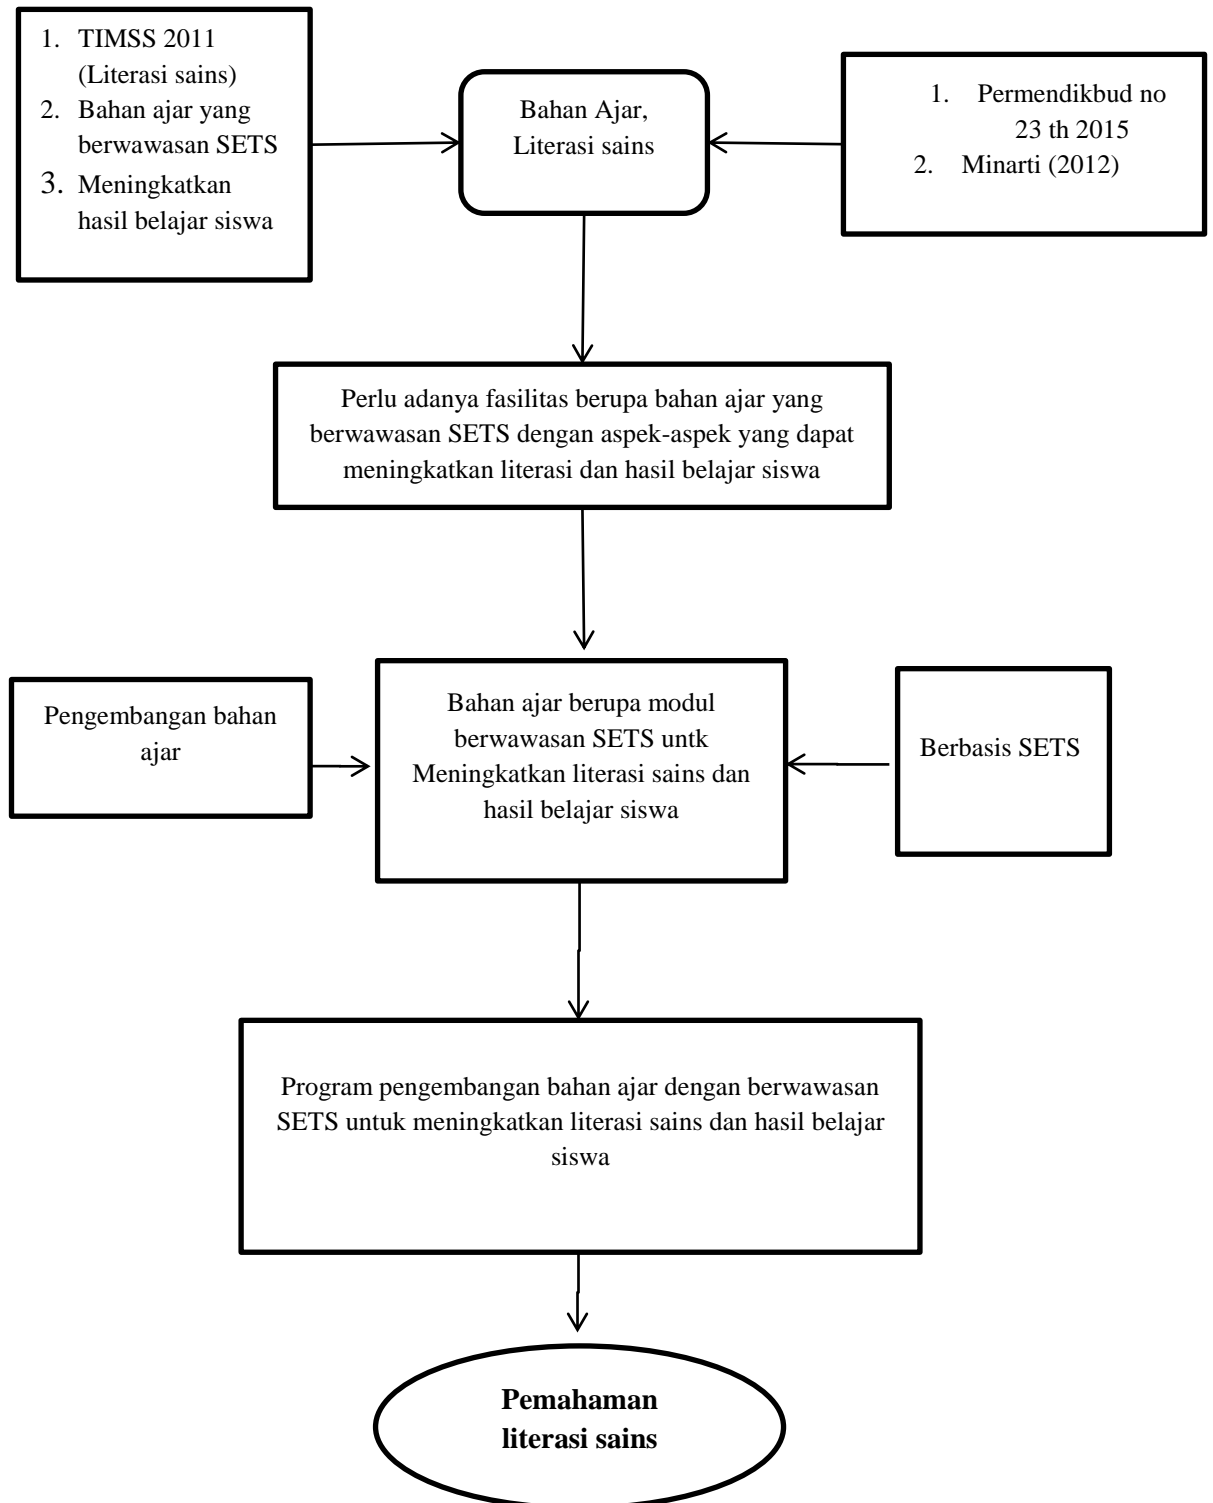 1. TIMSS 2011
(Literasi sains)
2. Bahan ajar yang
berwawasan SETS
3. Meningkatkan
hasil belajar siswa
Bahan Ajar,
Literasi sains
1. Permendikbud no
23 th 2015
2. Minarti (2012)
Perlu adanya fasilitas berupa bahan ajar yang
berwawasan SETS dengan aspek-aspek yang dapat
meningkatkan literasi dan hasil belajar siswa
Pengembangan bahan
ajar
Bahan ajar berupa modul
berwawasan SETS untk
Meningkatkan literasi sains dan
hasil belajar siswa
Berbasis SETS
Program pengembangan bahan ajar dengan berwawasan
SETS untuk meningkatkan literasi sains dan hasil belajar
siswa
Pemahaman
literasi sains